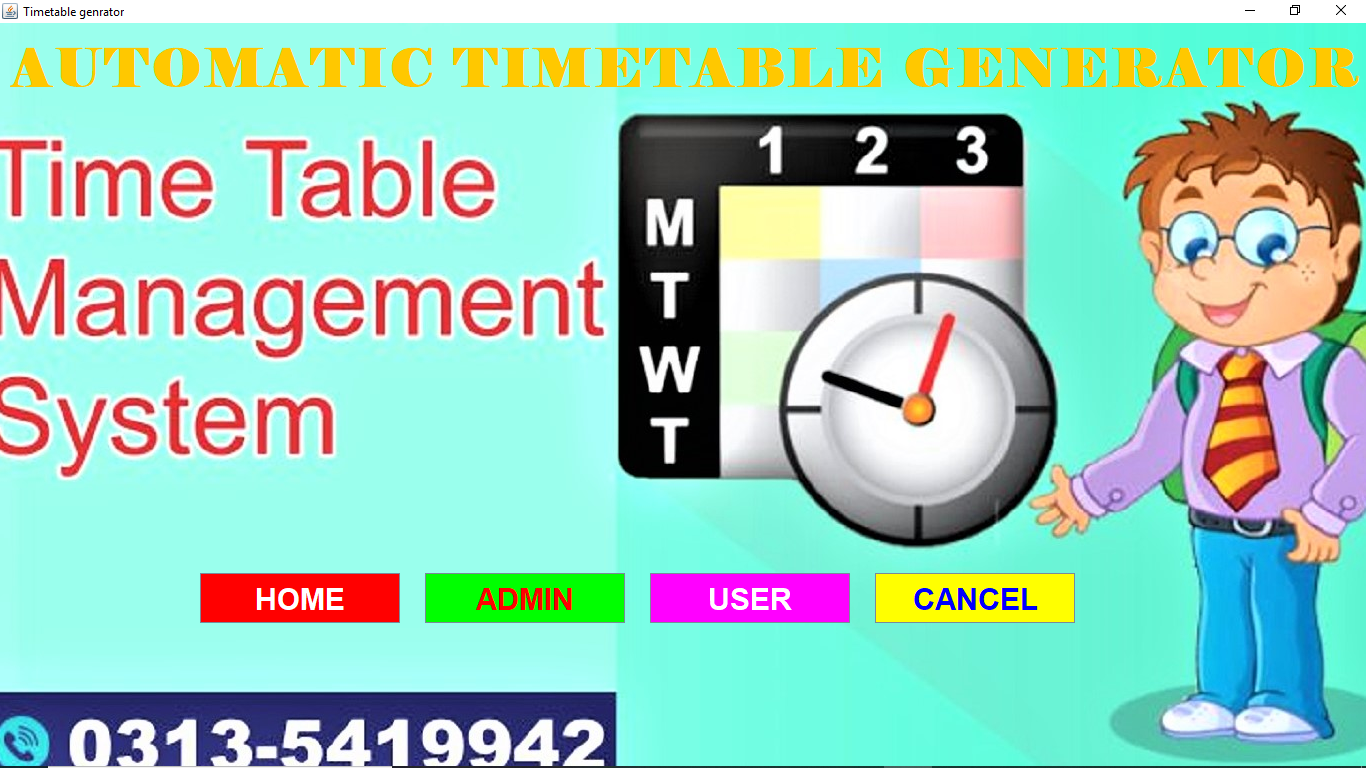 Timetable genrator
AUTOMATIC TIMETABLE GENERATOR
Time Table
Management
System
1 2 3
M
T
W
T
HOME ADMIN USER CANCEL
0313-5419942